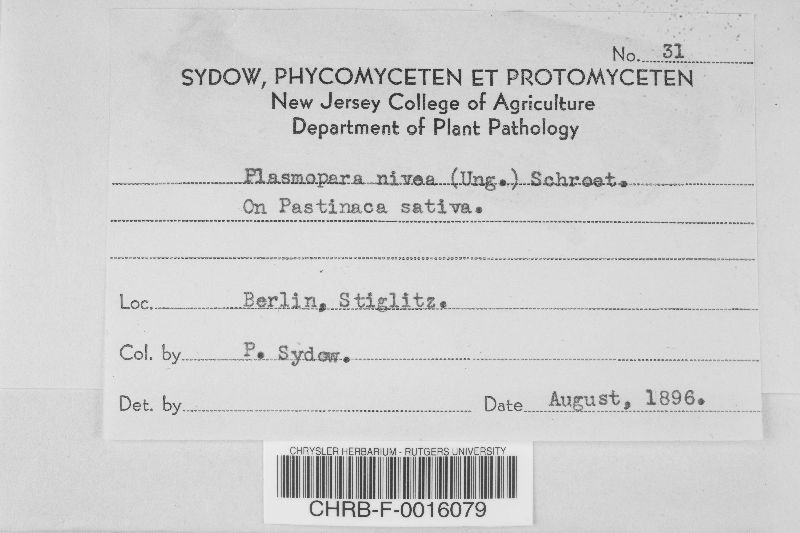 No. 31
SYDOW, PHYCOMYCETEN ET PROTOMYCETEN
New Jersey College of Agriculture
Department of Plant Pathology
Plasmopara nivea (Ung.) Schroet.
On Pastinaca sativa.
Loc. Berlin, Stiglitz.
Col. by P. Sydow.
Det. by Date August, 1896.
CHRYSLER HERBARIUM - RUTGERS UNIVERSITY
CHRB-F-0016079